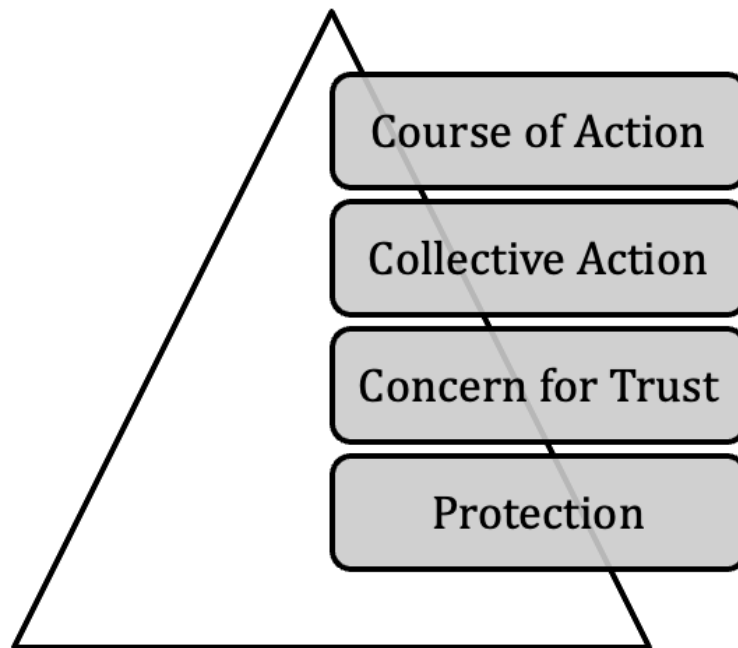 Course of Action
Collective Action
Concern for Trust
Protection